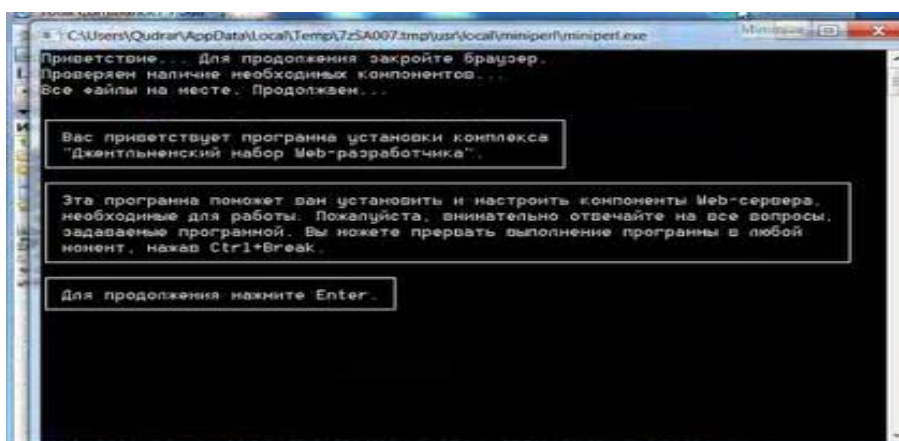 C:\Users\Qudrar\AppData\Local\Temp\7zSA007.tmp\usr\local\miniperl\miniperl.exe
Приветствие... Для продолжения закройте браузер.
Проверяем наличие необходимых компонентов...
Все файлы на месте. Продолжаем...
Вас приветствует программа установки комплекса
"Джентльменский набор Web-разработчика".
Эта программа поможет вам установить и настроить компоненты Web-сервера,
необходимые для работы. Пожалуйста, внимательно отвечайте на все вопросы,
задаваемые программой. Вы можете прервать выполнение программы в любой
момент, нажав Ctrl+Break.
Для продолжения нажмите Enter.